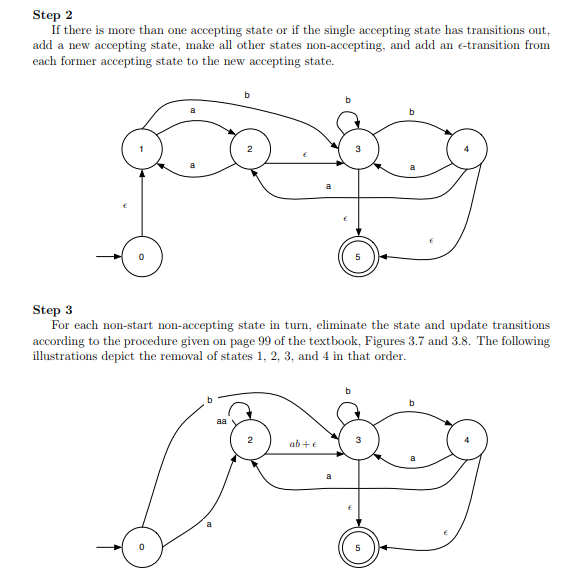 Step 2
If there is more than one accepting state or if the single accepting state has transitions out,
add a new accepting state, make all other states non-accepting, and add an ϵ-transition from
each former accepting state to the new accepting state.
b
b
a
b
1
2
ϵ
3
4
a
a
a
ϵ
ϵ
ϵ
0
5
Step 3
For each non-start non-accepting state in turn, eliminate the state and update transitions
according to the procedure given on page 99 of the textbook, Figures 3.7 and 3.8. The following
illustrations depict the removal of states 1, 2, 3, and 4 in that order.
b
b
b
aa
2
ab + ϵ
3
4
a
a
ϵ
a
ϵ
0
5